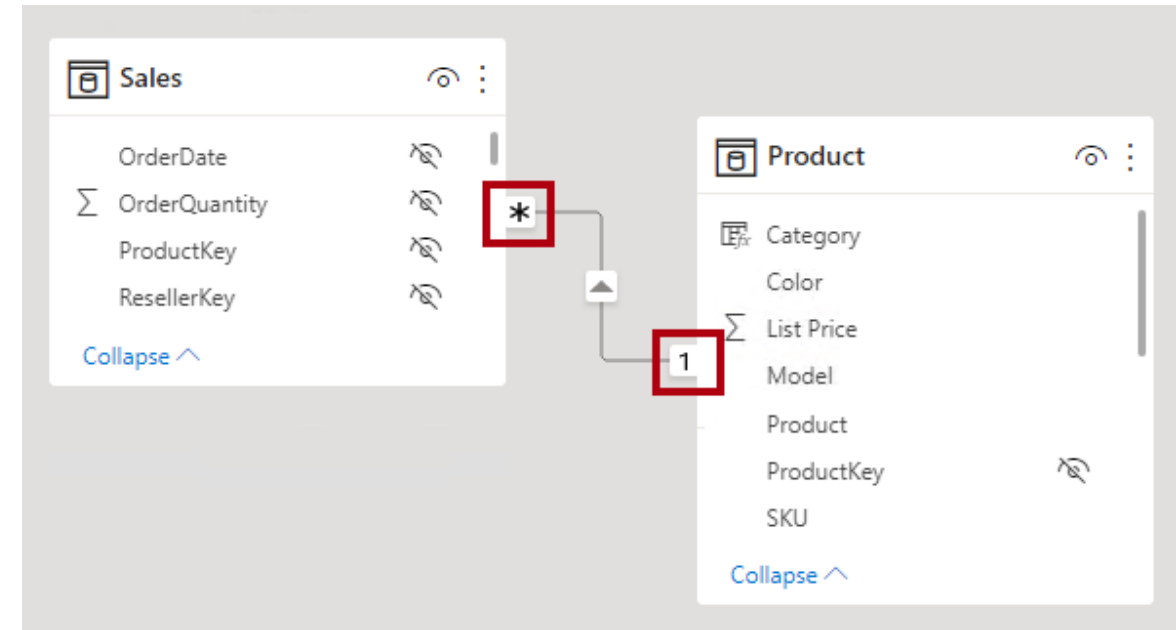 Sales
OrderDate
∑ OrderQuantity
ProductKey
ResellerKey
Collapse
*
1
Product
Category
Color
∑ List Price
Model
Product
ProductKey
SKU
Collapse